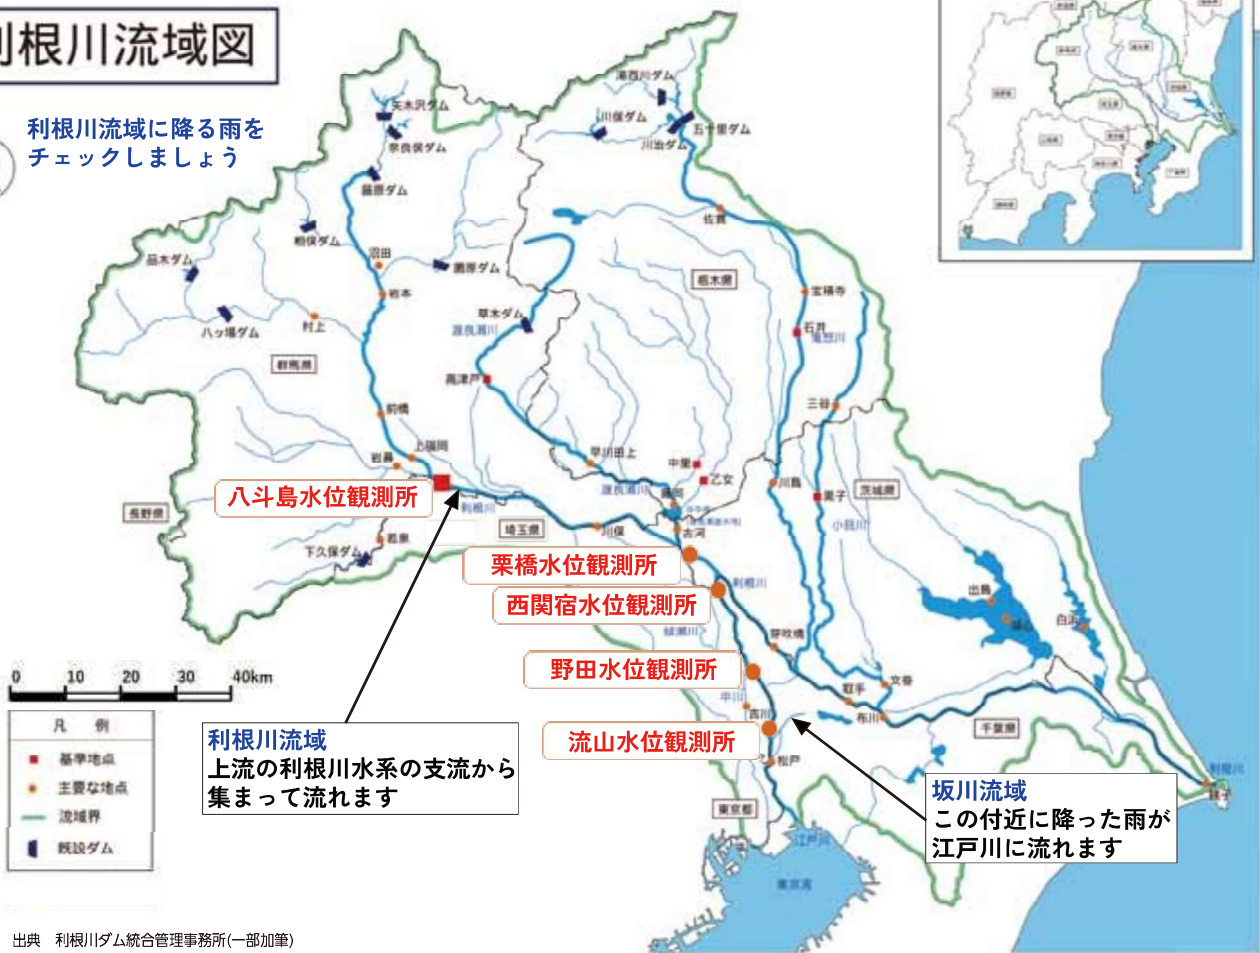 利根川流域図
利根川流域に降る雨を
チェックしましょう
矢木沢ダム
奈良俣ダム
藤原ダム
相俣ダム
品木ダム
八ッ場ダム
村上
沼田
岩本
薗原ダム
群馬県
前橋
上福岡
岩鼻
湯西川ダム
川俣ダム
五十里ダム
川治ダム
佐貫
栃木県
宝積寺
石井
鬼怒川
草木ダム
渡良瀬川
高津戸
三谷
早川田上
中里
乙女
渡良瀬川
藤岡
川島
黒子
茨城県
小貝川
八斗島水位観測所
利根川
長野県
埼玉県
川俣
古河
若泉
下久保ダム
栗橋水位観測所
西関宿水位観測所
利根川
綾瀬川
芽吹橋
出島
白浜
野田水位観測所
中川
吉川
取手
文巻
布川
流山水位観測所
松戸
千葉県
利根川
銚子
東京都
江戸川
東京湾
0 10 20 30 40km
凡 例
基準地点
主要な地点
流域界
既設ダム
利根川流域
上流の利根川水系の支流から
集まって流れます
坂川流域
この付近に降った雨が
江戸川に流れます
出典 利根川ダム統合管理事務所(一部加筆)